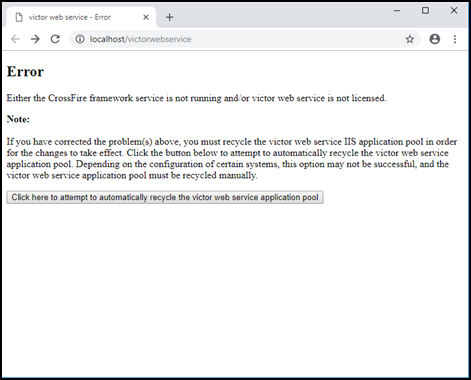 victor web service - Error
localhost/victorwebservice
Error
Either the CrossFire framework service is not running and/or victor web service is not licensed.
Note:
If you have corrected the problem(s) above, you must recycle the victor web service IIS application pool in
order for the changes to take effect. Click the button below to attempt to automatically recycle the victor web service
application pool. Depending on the configuration of certain systems, this option may not be successful, and the
victor web service application pool must be recycled manually.
Click here to attempt to automatically recycle the victor web service application pool